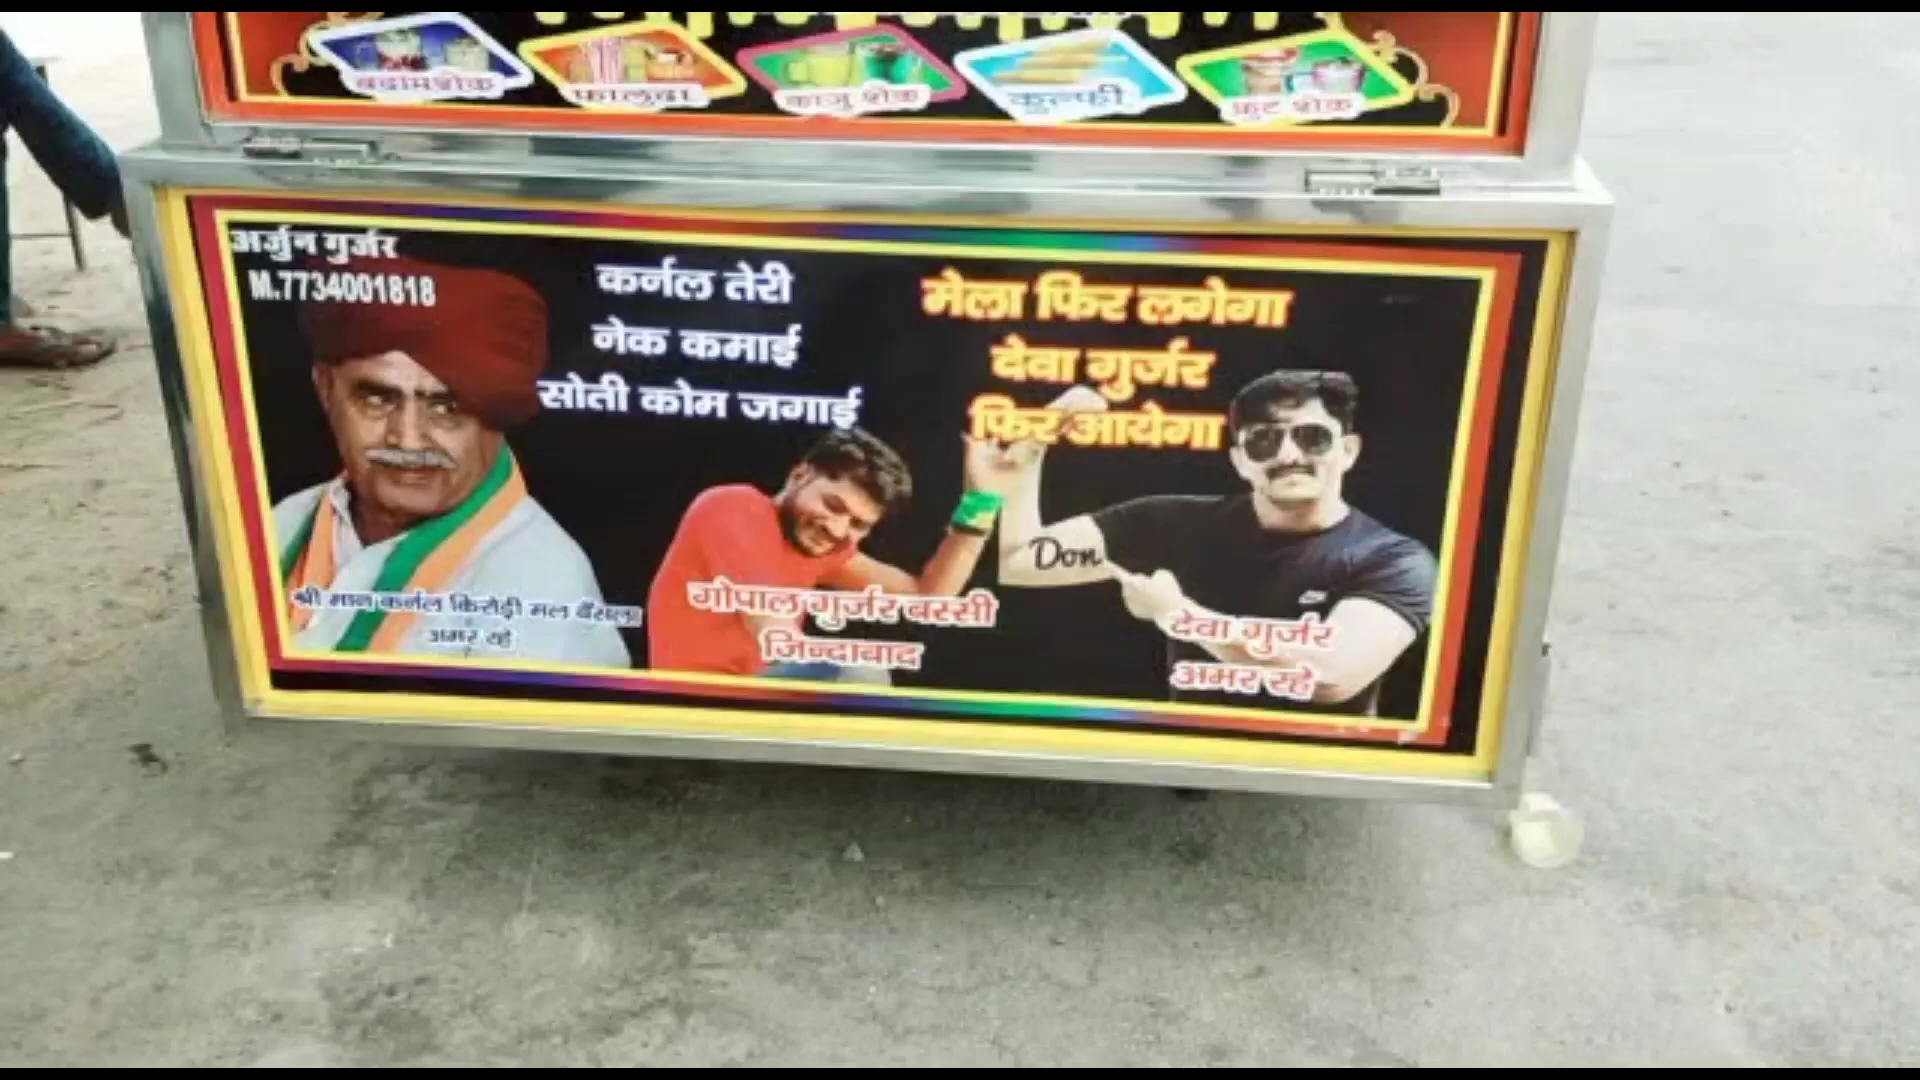 बदामशेक
फालूदा
काजु शेक
कुल्फी
फ्रुट शेक
अर्जुन गुर्जर
M.7734001818
कर्नल तेरी
नेक कमाई
सोती कोम जगाई
मेला फिर लगेगा
देवा गुर्जर
फिर आयेगा
Don
श्री मान कर्नल किरोड़ी मल बैंसला
अमर रहे
गोपाल गुर्जर बस्सी
जिन्दाबाद
देवा गुर्जर
अमर रहे